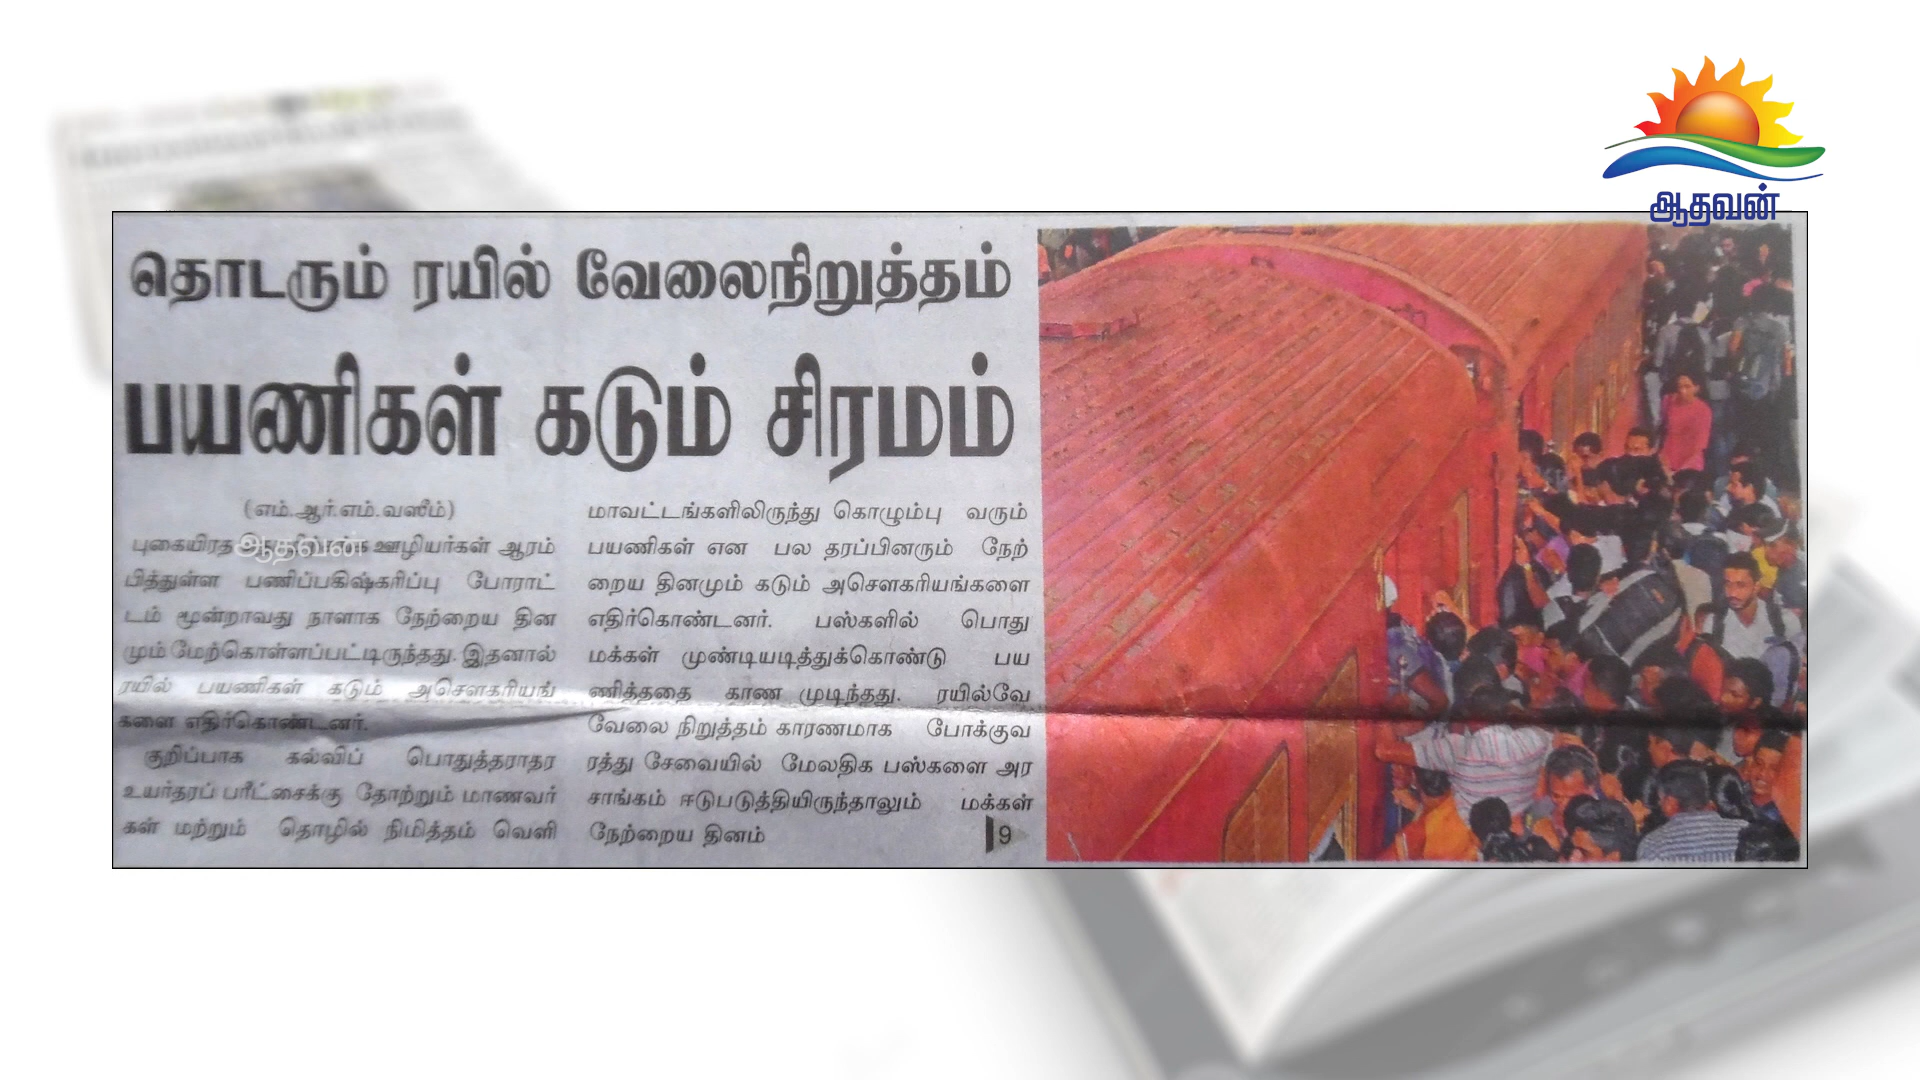 ஆதவன்
தொடரும் ரயில் வேலைநிறுத்தம்
பயணிகள் கடும் சிரமம்
(எம்.ஆர்.எம்.வஸீம்)
புகையிரத ஊழியர்கள் ஆரம்
ஆதவன்
பித்துள்ள பணிப்பகிஷ்கரிப்பு போராட்
டம் மூன்றாவது நாளாக நேற்றைய தின
மும் மேற்கொள்ளப்பட்டிருந்தது. இதனால்
ரயில் பயணிகள் கடும் அசௌகரியங்
களை எதிர்கொண்டனர்.
குறிப்பாக கல்விப் பொதுத்தராதர
உயர்தரப் பரீட்சைக்கு தோற்றும் மாணவர்
கள் மற்றும் தொழில் நிமித்தம் வெளி
மாவட்டங்களிலிருந்து கொழும்பு வரும்
பயணிகள் என பல தரப்பினரும் நேற்
றைய தினமும் கடும் அசௌகரியங்களை
எதிர்கொண்டனர். பஸ்களில் பொது
மக்கள் முண்டியடித்துக்கொண்டு பய
ணித்ததை காண முடிந்தது. ரயில்வே
வேலை நிறுத்தம் காரணமாக போக்குவ
ரத்து சேவையில் மேலதிக பஸ்களை அர
சாங்கம் ஈடுபடுத்தியிருந்தாலும் மக்கள்
நேற்றைய தினம் 9